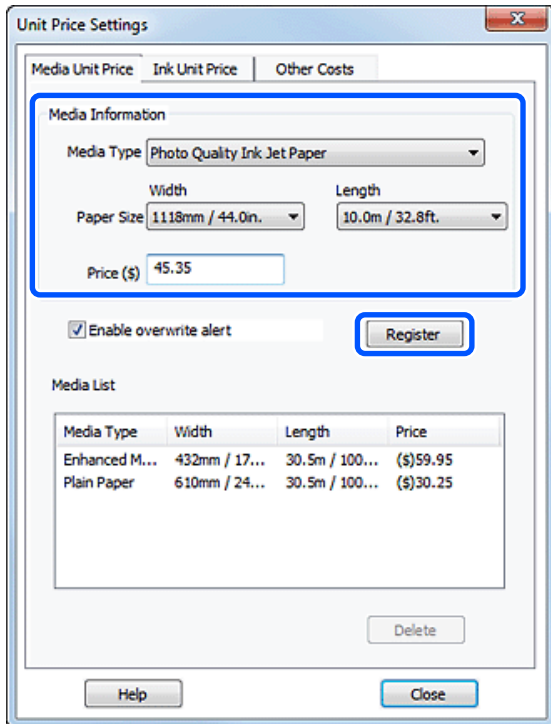 Unit Price Settings
Media Unit Price Ink Unit Price Other Costs
Media Information
Media Type Photo Quality Ink Jet Paper
Width Length
Paper Size 1118mm / 44.0in. 10.0m / 32.8ft.
Price ($) 45.35
Enable overwrite alert Register
Media List
Media Type Width Length Price
Enhanced M... 432mm / 17... 30.5m / 100... ($)59.95
Plain Paper 610mm / 24... 30.5m / 100... ($)30.25
Delete
Help Close